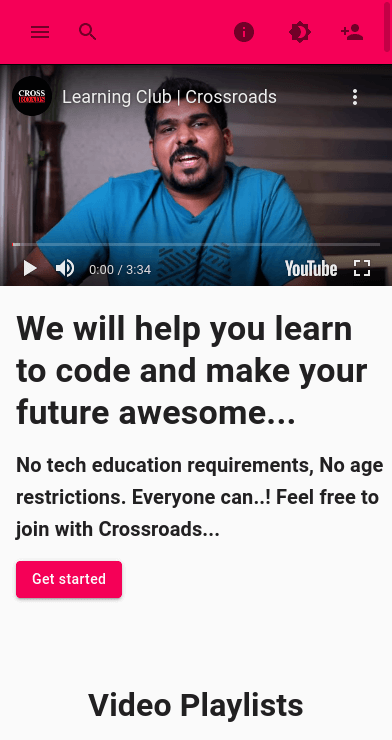 CROSS
ROADS
Learning Club | Crossroads
0:00 / 3:34
YouTube
We will help you learn
to code and make your
future awesome...
No tech education requirements, No age
restrictions. Everyone can..! Feel free to
join with Crossroads...
Get started
Video Playlists